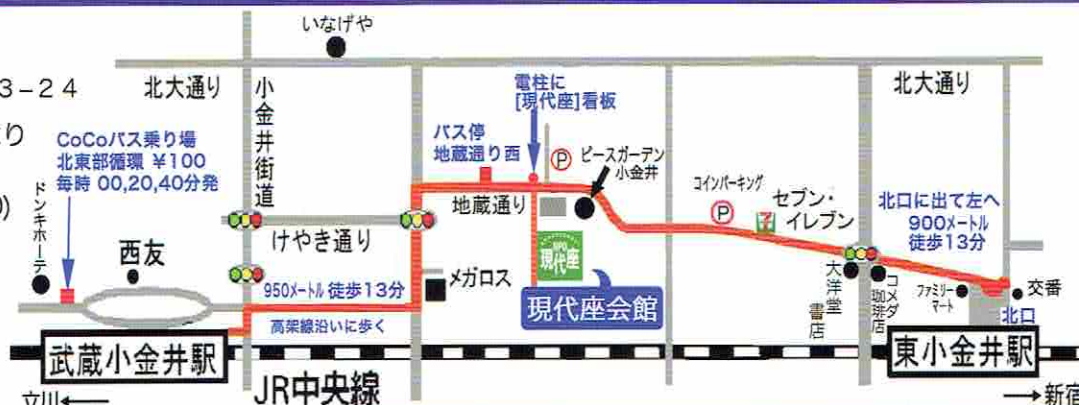 いなげや
３−２４
り
)
北大通り
小金井街道
CoCoバス乗り場
北東部循環 ¥100
毎時 00,20,40分発
ドンキホーテ
西友
けやき通り
950メートル 徒歩13分
高架線沿いに歩く
武蔵小金井駅
立川←
JR中央線
電柱に
[現代座]看板
バス停
地蔵通り西
地蔵通り
P
ピースガーデン
小金井
メガロス
NPO
現代座
現代座会館
コインパーキング
P
セブン・
イレブン
北大通り
北口に出て左へ
900メートル
徒歩13分
大洋堂
書店
コメダ
珈琲店
ファミリー
マート
交番
北口
東小金井駅
→新宿